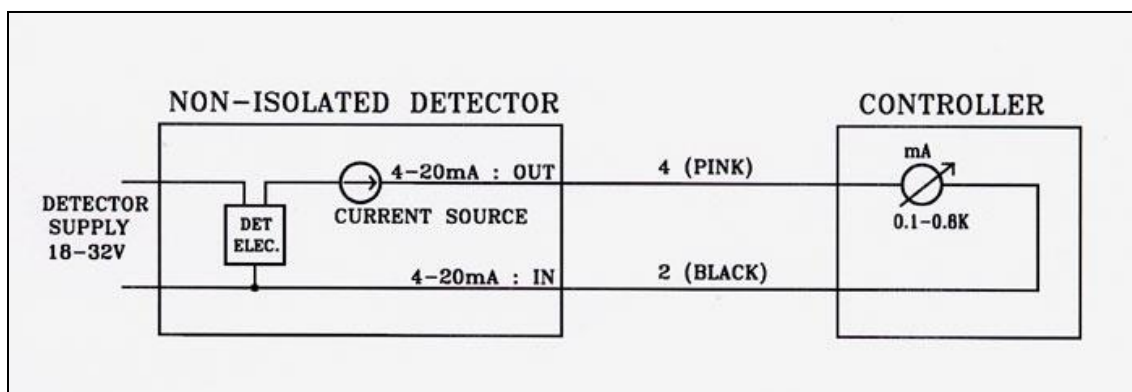 NON-ISOLATED DETECTOR
CONTROLLER
4-20mA : OUT
4 (PINK)
mA
DETECTOR
SUPPLY
18-32V
DET
ELEC.
CURRENT SOURCE
0.1-0.6K
4-20mA : IN
2 (BLACK)